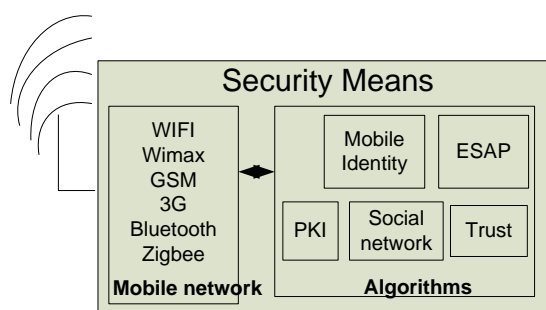 Security Means
WIFI
Wimax
GSM
3G
Bluetooth
Zigbee
Mobile network
Mobile
Identity
ESAP
PKI
Social
network
Trust
Algorithms